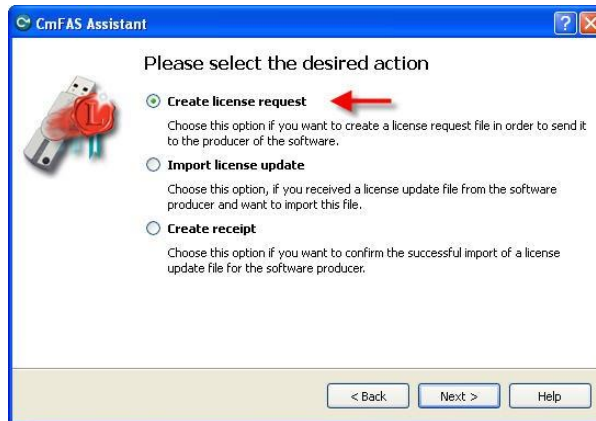 CmFAS Assistant
Please select the desired action
Create license request
Choose this option if you want to create a license request file in order to send it
to the producer of the software.
Import license update
Choose this option, if you received a license update file from the software
producer and want to import this file.
Create receipt
Choose this option if you want to confirm the successful import of a license
update file for the software producer.
< Back Next > Help